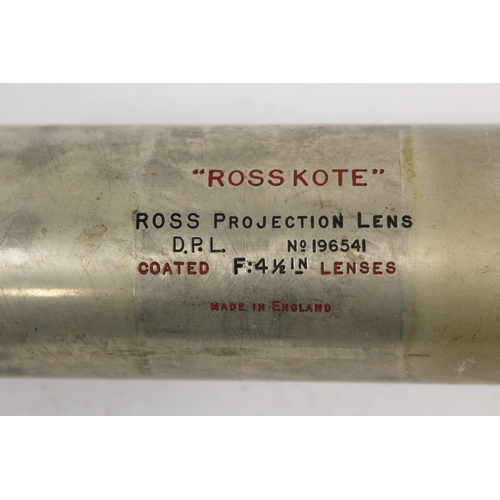 "ROSSKOTE"
ROSS PROJECTION LENS
D.P.L. No 196541
COATED F:4½IN LENSES
MADE IN ENGLAND